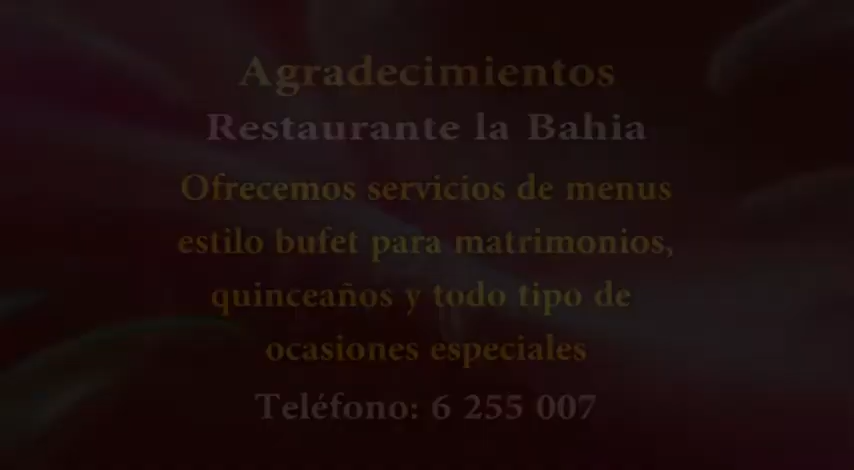 Agradecimientos
Restaurante la Bahia
Ofrecemos servicios de menus
estilo bufet para matrimonios,
quinceaños y todo tipo de
ocasiones especiales
Teléfono: 6 255 007